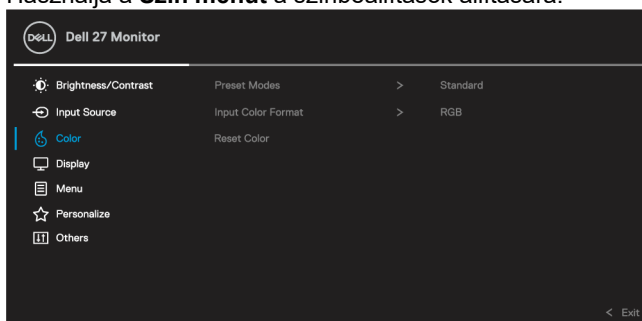 Használja a Szín menüt a színbeállítások állítására.
DELL Dell 27 Monitor
Brightness/Contrast Preset Modes > Standard
Input Source Input Color Format > RGB
Color Reset Color
Display
Menu
Personalize
Others
< Exit